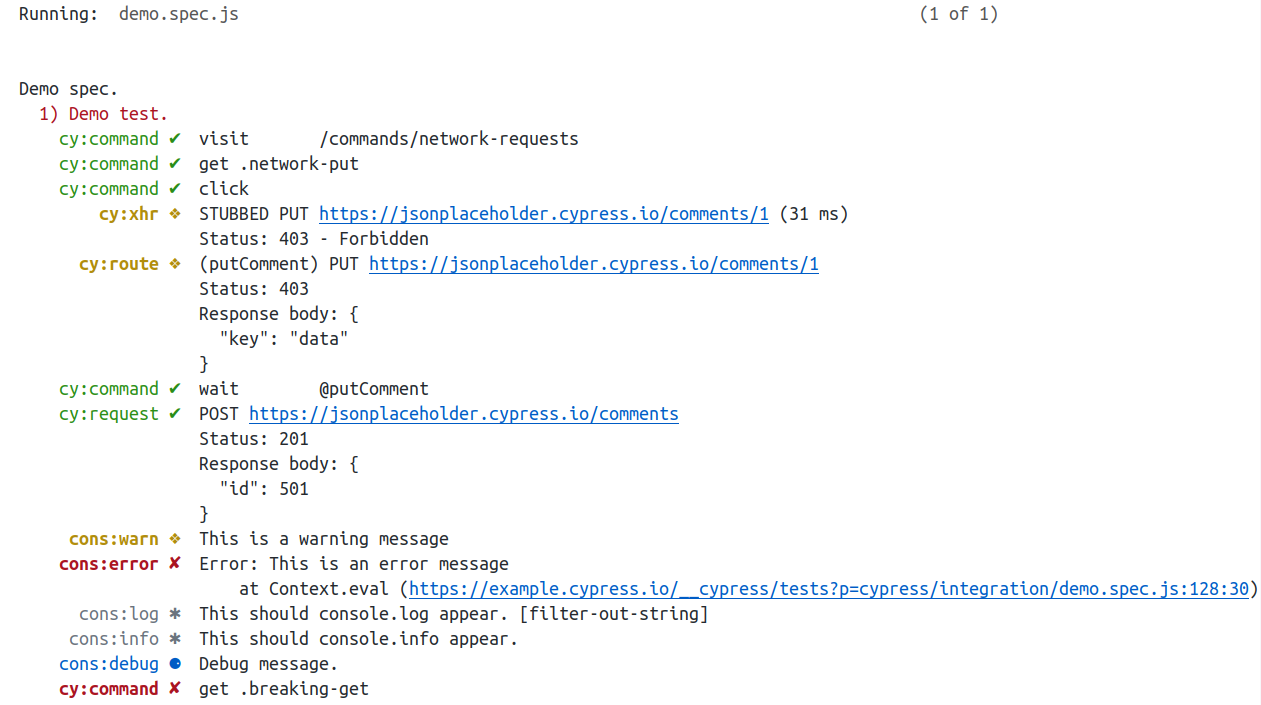 Running:  demo.spec.js                                                                    (1 of 1)
Demo spec.
  1) Demo test.
    cy:command ✔  visit       /commands/network-requests
    cy:command ✔  get .network-put
    cy:command ✔  click
        cy:xhr ❖  STUBBED PUT https://jsonplaceholder.cypress.io/comments/1 (31 ms)
                  Status: 403 - Forbidden
      cy:route ❖  (putComment) PUT https://jsonplaceholder.cypress.io/comments/1
                  Status: 403
                  Response body: {
                    "key": "data"
                  }
    cy:command ✔  wait        @putComment
    cy:request ✔  POST https://jsonplaceholder.cypress.io/comments
                  Status: 201
                  Response body: {
                    "id": 501
                  }
     cons:warn ❖  This is a warning message
    cons:error ✘  Error: This is an error message
                      at Context.eval (https://example.cypress.io/__cypress/tests?p=cypress/integration/demo.spec.js:128:30)
      cons:log ✱  This should console.log appear. [filter-out-string]
     cons:info ✱  This should console.info appear.
    cons:debug ⚈  Debug message.
    cy:command ✘  get .breaking-get